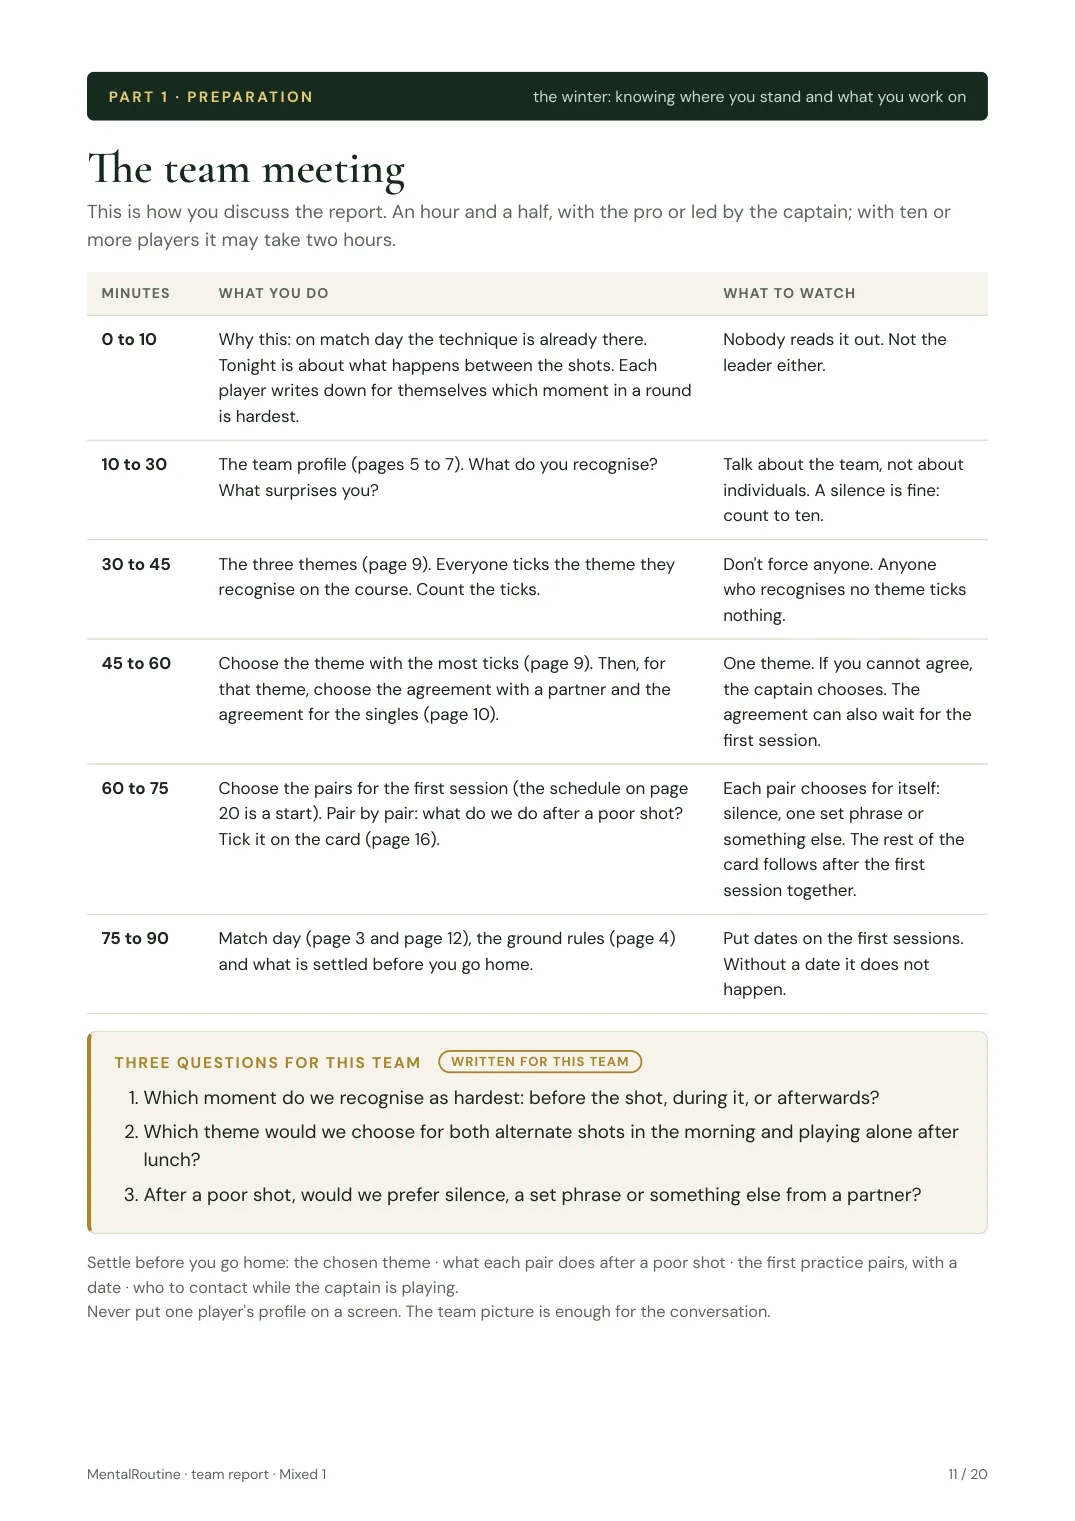 PART 1 · PREPARATION
the winter: knowing where you stand and what you work on
The team meeting
This is how you discuss the report. An hour and a half, with the pro or led by the captain; with ten or
more players it may take two hours.
MINUTES
WHAT YOU DO
WHAT TO WATCH
0 to 10
Why this: on match day the technique is already there.
Tonight is about what happens between the shots. Each
player writes down for themselves which moment in a round
is hardest.
Nobody reads it out. Not the
leader either.
10 to 30
The team profile (pages 5 to 7). What do you recognise?
What surprises you?
Talk about the team, not about
individuals. A silence is fine:
count to ten.
30 to 45
The three themes (page 9). Everyone ticks the theme they
recognise on the course. Count the ticks.
Don't force anyone. Anyone
who recognises no theme ticks
nothing.
45 to 60
Choose the theme with the most ticks (page 9). Then, for
that theme, choose the agreement with a partner and the
agreement for the singles (page 10).
One theme. If you cannot agree,
the captain chooses. The
agreement can also wait for the
first session.
60 to 75
Choose the pairs for the first session (the schedule on page
20 is a start). Pair by pair: what do we do after a poor shot?
Tick it on the card (page 16).
Each pair chooses for itself:
silence, one set phrase or
something else. The rest of the
card follows after the first
session together.
75 to 90
Match day (page 3 and page 12), the ground rules (page 4)
and what is settled before you go home.
Put dates on the first sessions.
Without a date it does not
happen.
THREE QUESTIONS FOR THIS TEAM
WRITTEN FOR THIS TEAM
1. Which moment do we recognise as hardest: before the shot, during it, or afterwards?
2. Which theme would we choose for both alternate shots in the morning and playing alone after
lunch?
3. After a poor shot, would we prefer silence, a set phrase or something else from a partner?
Settle before you go home: the chosen theme · what each pair does after a poor shot · the first practice pairs, with a
date · who to contact while the captain is playing.
Never put one player's profile on a screen. The team picture is enough for the conversation.
MentalRoutine · team report · Mixed 1
11 / 20